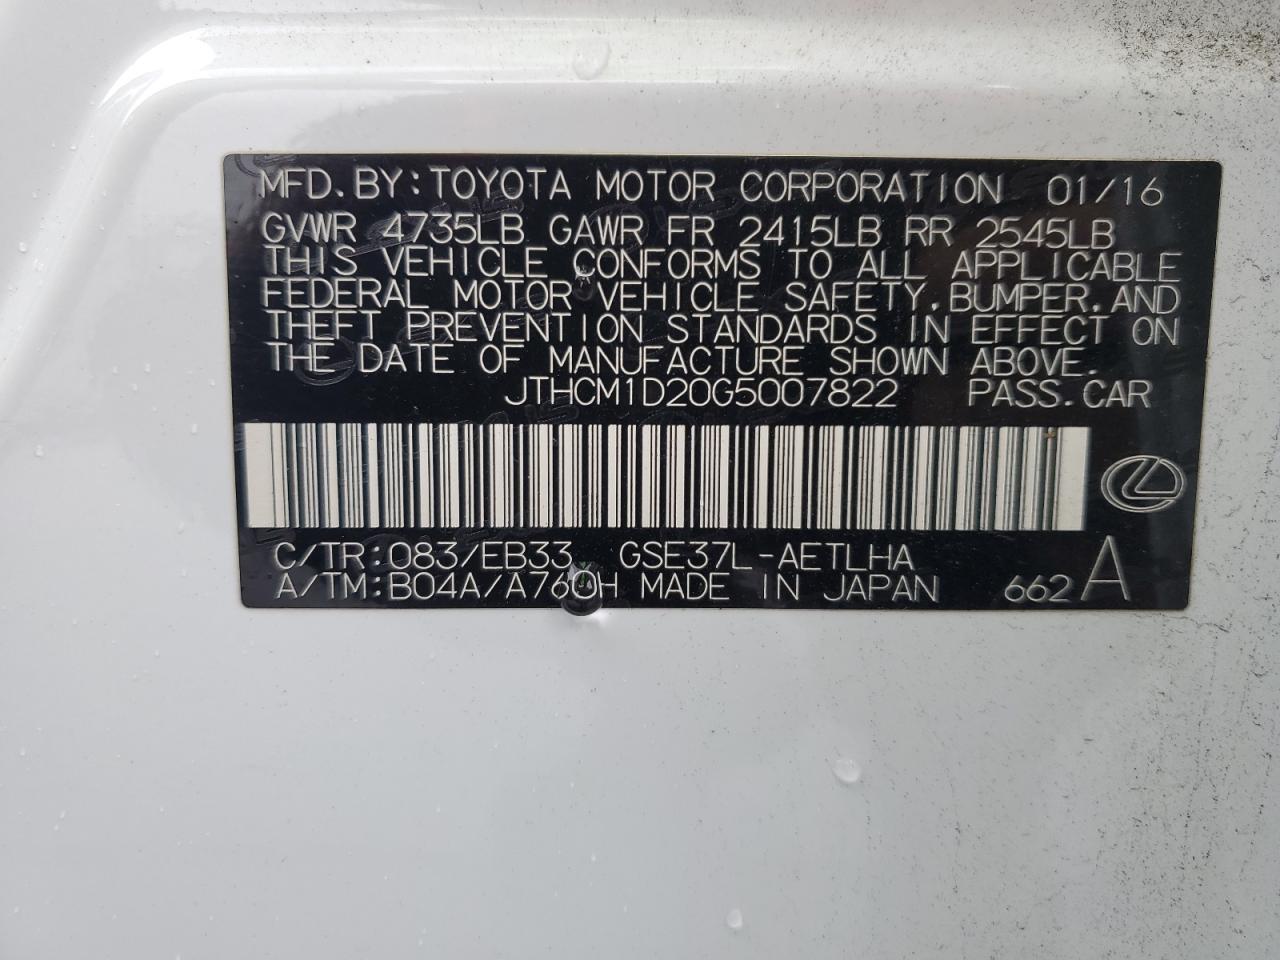 MFD.BY:TOYOTA MOTOR CORPORATION 01/16
GVWR 4735LB GAWR FR 2415LB RR 2545LB
THIS VEHICLE CONFORMS TO ALL APPLICABLE
FEDERAL MOTOR VEHICLE SAFETY,BUMPER,AND
THEFT PREVENTION STANDARDS IN EFFECT ON
THE DATE OF MANUFACTURE SHOWN ABOVE.
JTHCM1D20G5007822 PASS.CAR
C/TR:083/EB33 GSE37L-AETLHA
A/TM:B04A/A760H MADE IN JAPAN 662 A